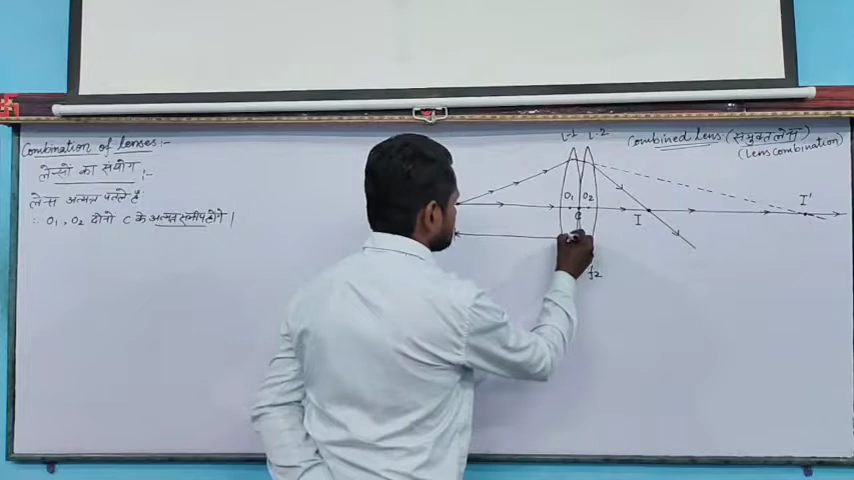 Combination of lenses:-
लेन्सों का संयोग :-
लेन्स अत्यन्त पतले है
∴ O₁, O₂ दोनो C के अत्यन्त समीप होगे |
L-1 L-2
Combined Lens (संयुक्त लेन्स)
(Lens Combination)
O₁ O₂
C
I
I'
f₂